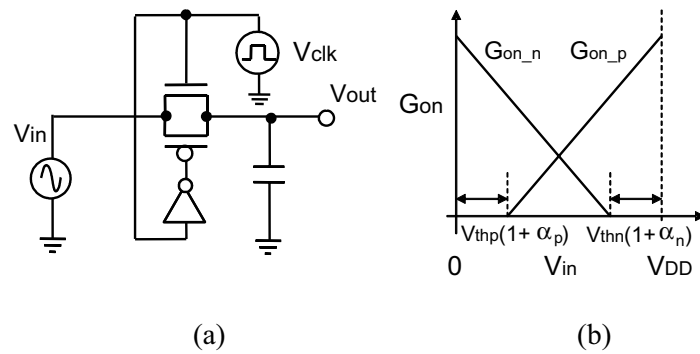 Vclk
Vout
Vin
(a)
Gon_n
Gon_p
Gon
Vthp(1+ αp)
Vthn(1+ αn)
0
Vin
VDD
(b)